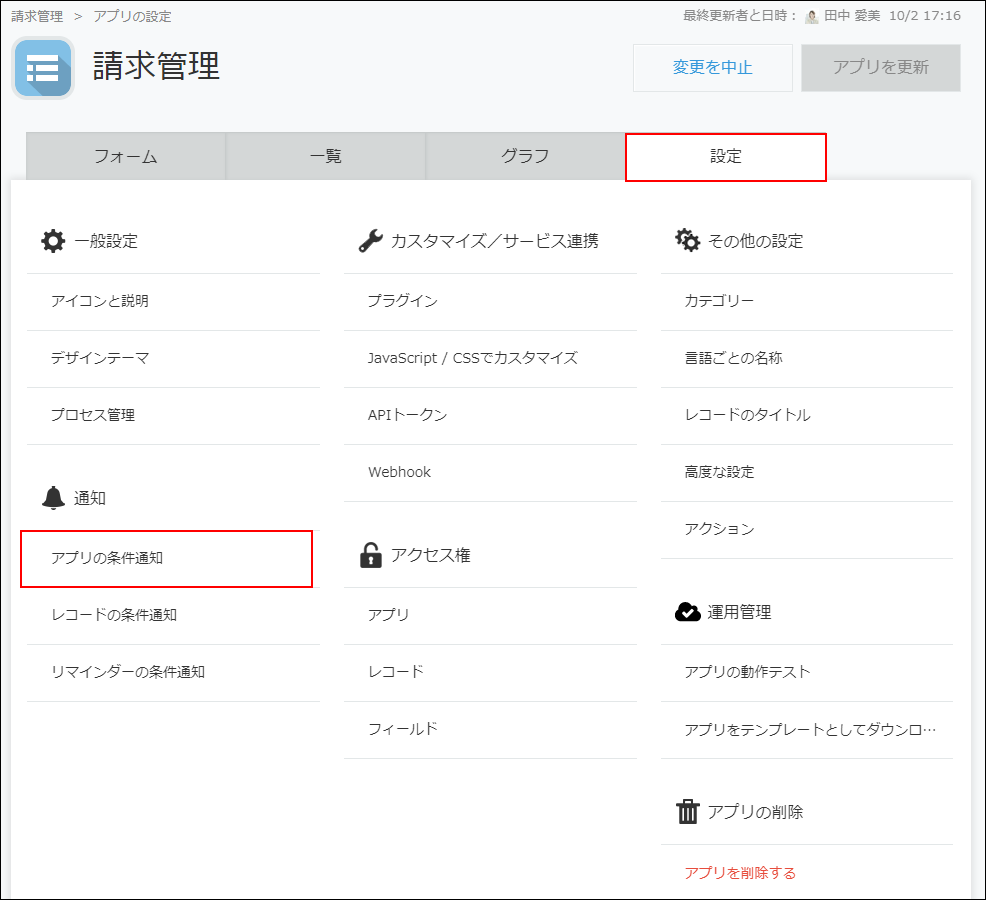 請求管理 > アプリの設定
最終更新者と日時： 田中 愛美 10/2 17:16
請求管理
変更を中止
アプリを更新
フォーム
一覧
グラフ
設定
一般設定
アイコンと説明
デザインテーマ
プロセス管理
通知
アプリの条件通知
レコードの条件通知
リマインダーの条件通知
カスタマイズ／サービス連携
プラグイン
JavaScript / CSSでカスタマイズ
APIトークン
Webhook
アクセス権
アプリ
レコード
フィールド
その他の設定
カテゴリー
言語ごとの名称
レコードのタイトル
高度な設定
アクション
運用管理
アプリの動作テスト
アプリをテンプレートとしてダウンロ…
アプリの削除
アプリを削除する